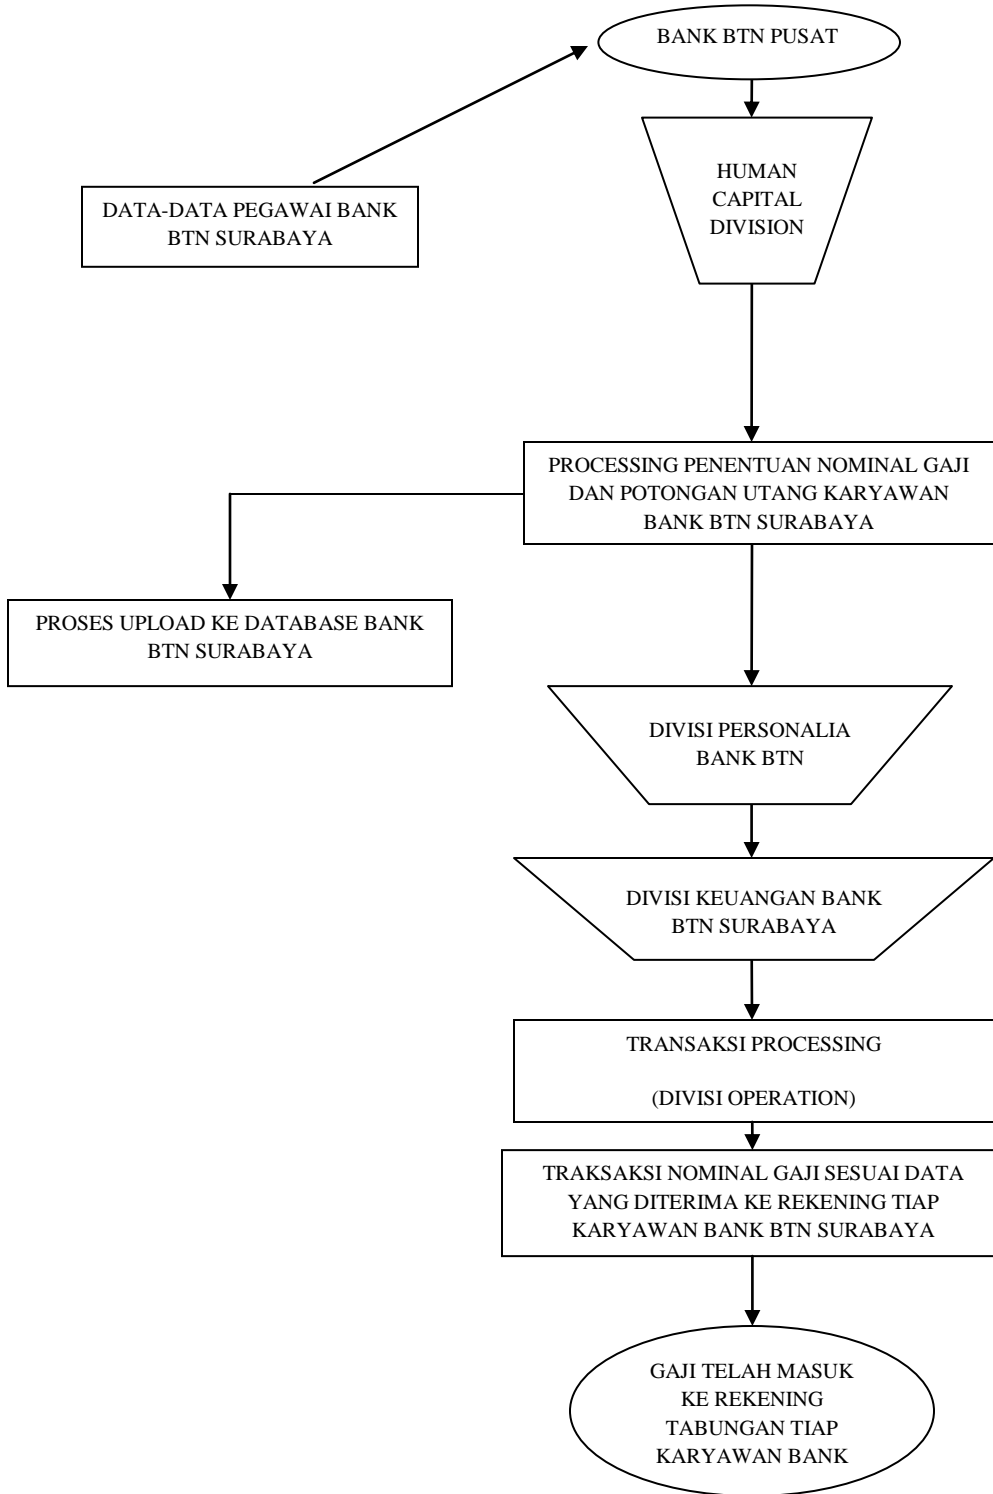 BANK BTN PUSAT
HUMAN
CAPITAL
DIVISION
DATA-DATA PEGAWAI BANK
BTN SURABAYA
PROCESSING PENENTUAN NOMINAL GAJI
DAN POTONGAN UTANG KARYAWAN
BANK BTN SURABAYA
PROSES UPLOAD KE DATABASE BANK
BTN SURABAYA
DIVISI PERSONALIA
BANK BTN
DIVISI KEUANGAN BANK
BTN SURABAYA
TRANSAKSI PROCESSING
(DIVISI OPERATION)
TRAKSAKSI NOMINAL GAJI SESUAI DATA
YANG DITERIMA KE REKENING TIAP
KARYAWAN BANK BTN SURABAYA
GAJI TELAH MASUK
KE REKENING
TABUNGAN TIAP
KARYAWAN BANK